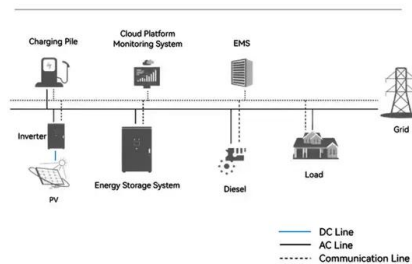 Charging Pile
Cloud Platform
Monitoring System
EMS
Grid
Inverter
PV
Energy Storage System
Diesel
Load
DC Line
AC Line
Communication Line